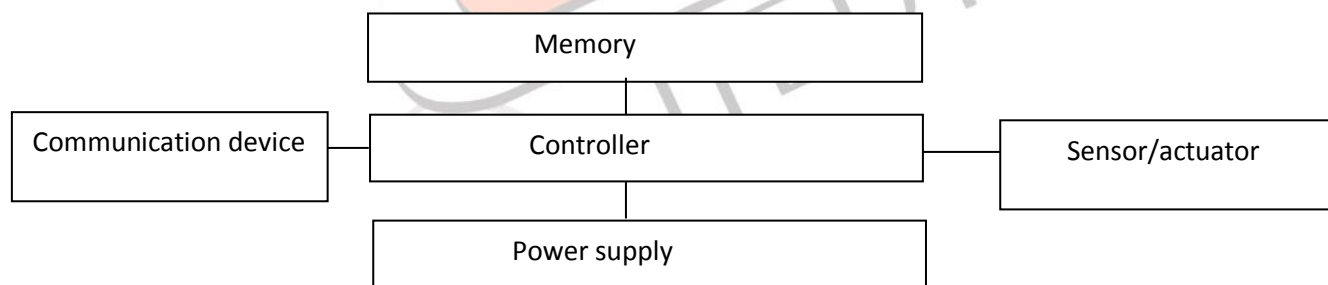 Memory
Communication device
Controller
Sensor/actuator
Power supply